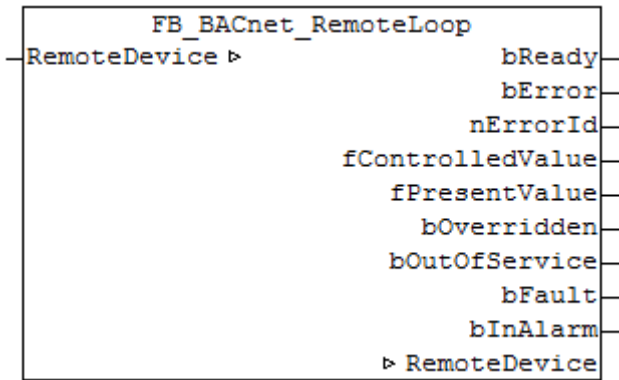 FB_BACnet_RemoteLoop
RemoteDevice ▷ bReady
bError
nErrorId
fControlledValue
fPresentValue
bOverridden
bOutOfService
bFault
bInAlarm
▷ RemoteDevice